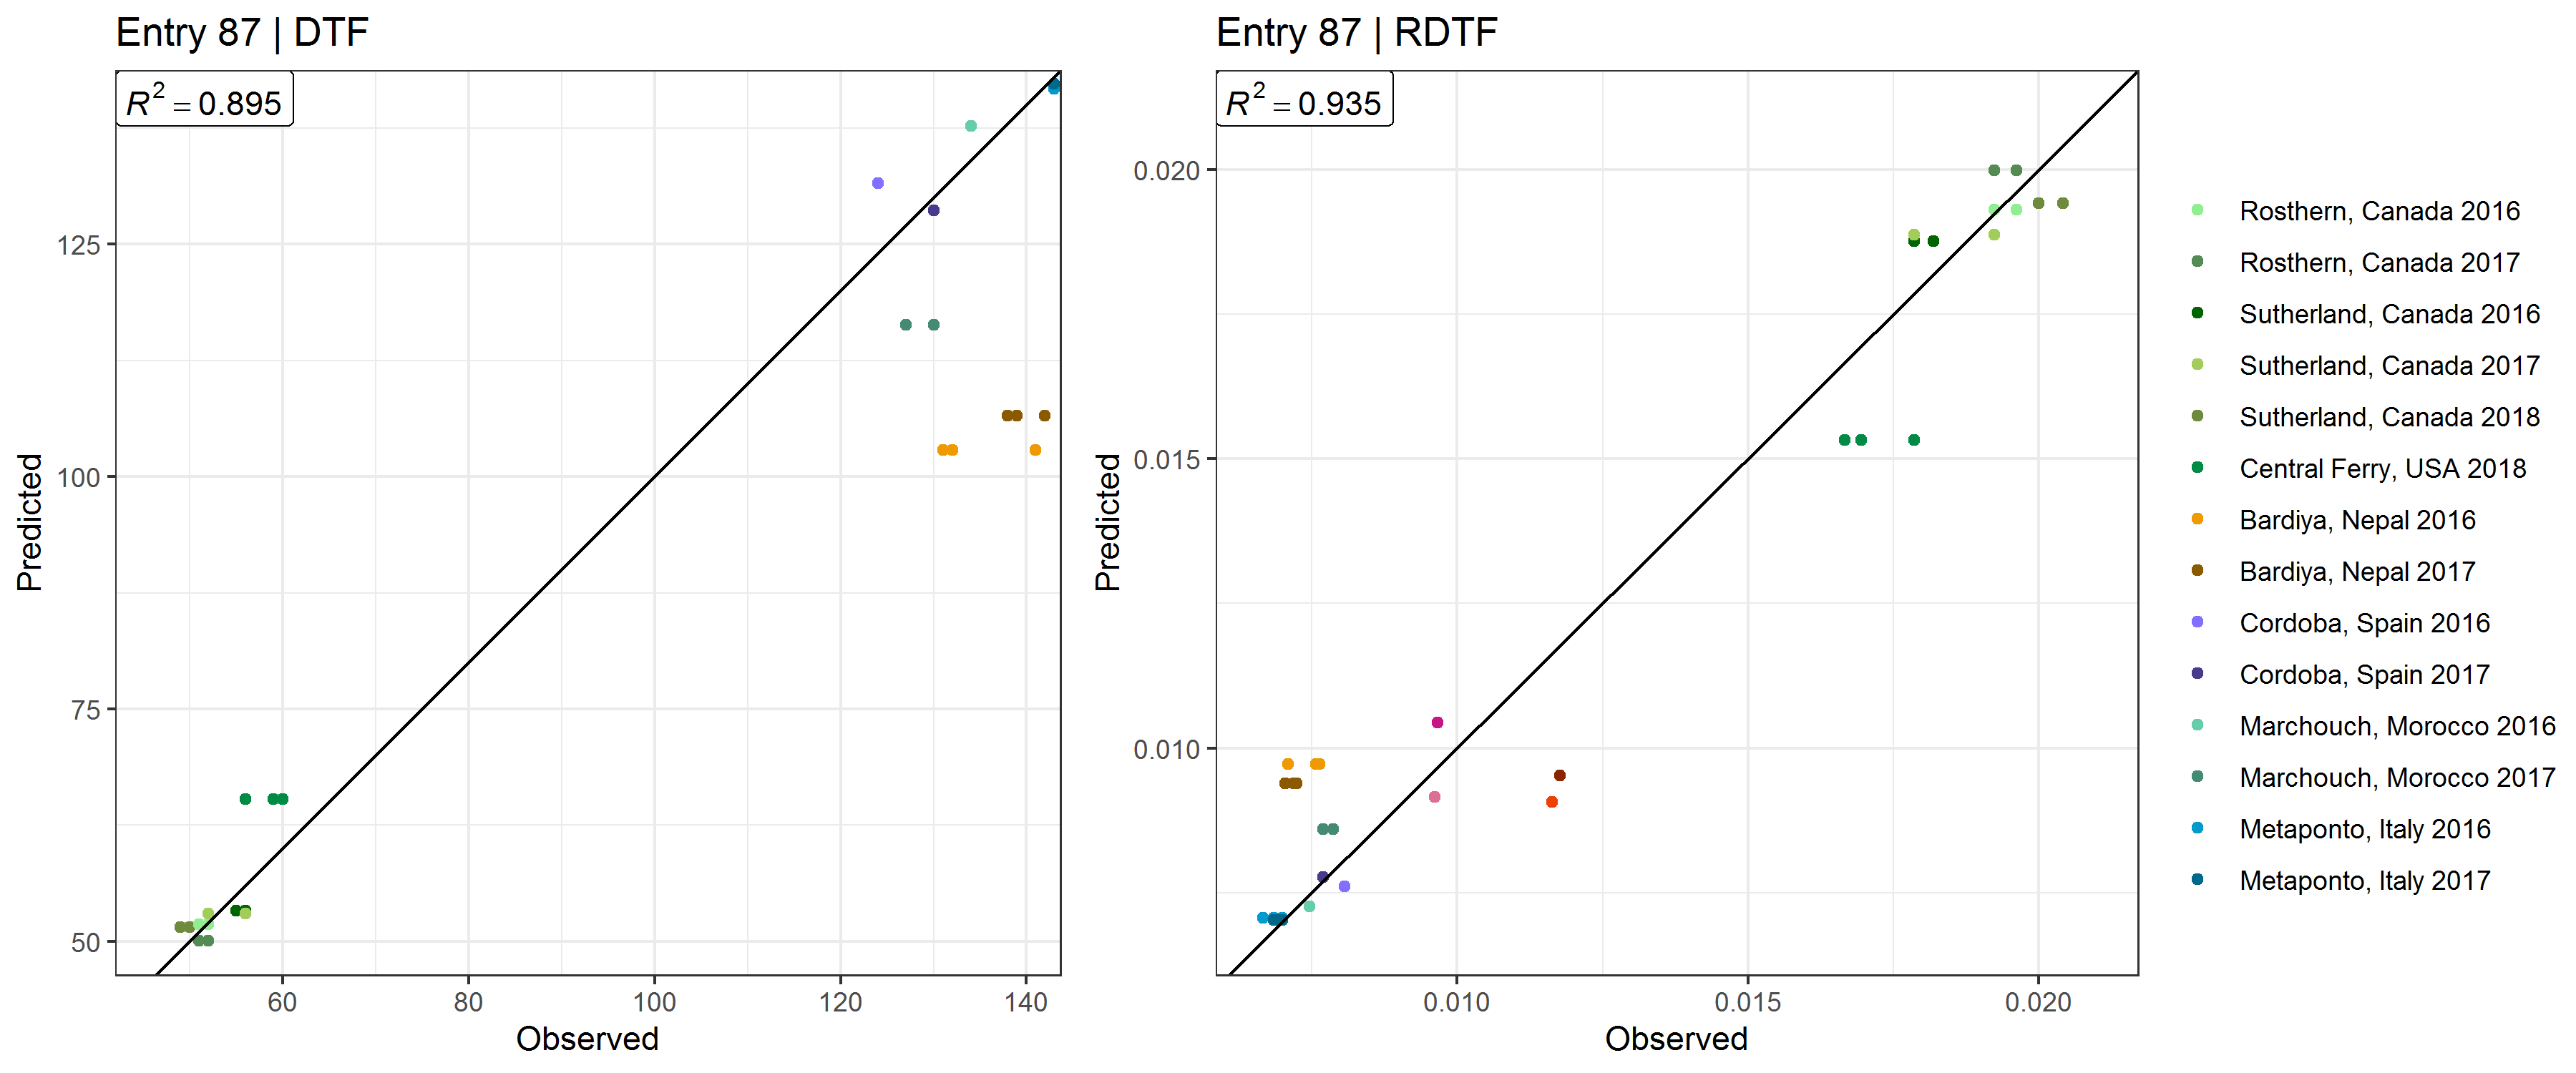 Entry 87 | DTF
R² = 0.895
125
100
75
50
Predicted
60 80 100 120 140
Observed
Entry 87 | RDTF
R² = 0.935
0.020
0.015
0.010
Predicted
0.010 0.015 0.020
Observed
Rosthern, Canada 2016
Rosthern, Canada 2017
Sutherland, Canada 2016
Sutherland, Canada 2017
Sutherland, Canada 2018
Central Ferry, USA 2018
Bardiya, Nepal 2016
Bardiya, Nepal 2017
Cordoba, Spain 2016
Cordoba, Spain 2017
Marchouch, Morocco 2016
Marchouch, Morocco 2017
Metaponto, Italy 2016
Metaponto, Italy 2017